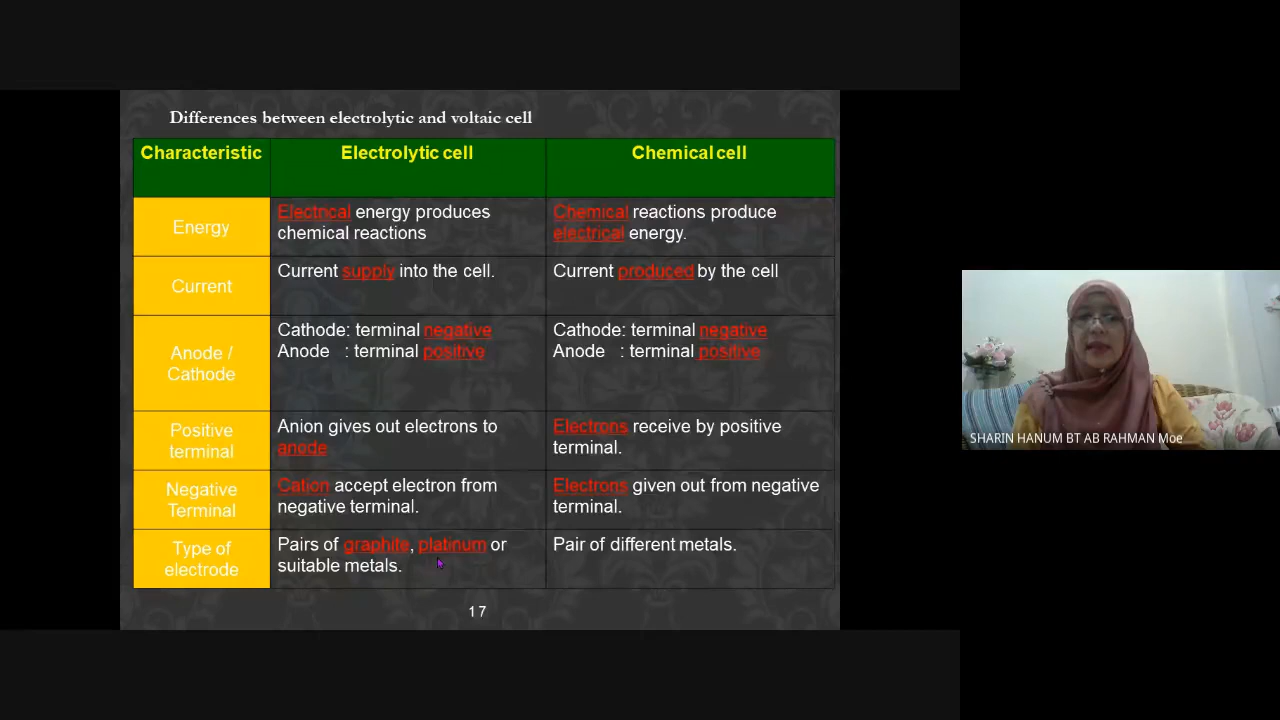 Differences between electrolytic and voltaic cell
Characteristic
Electrolytic cell
Chemical cell
Energy
Electrical energy produces
chemical reactions
Chemical reactions produce
electrical energy.
Current
Current supply into the cell.
Current produced by the cell
Anode /
Cathode
Cathode: terminal negative
Anode : terminal positive
Cathode: terminal negative
Anode : terminal positive
Positive
terminal
Anion gives out electrons to
anode
Electrons receive by positive
terminal.
Negative
Terminal
Cation accept electron from
negative terminal.
Electrons given out from negative
terminal.
Type of
electrode
Pairs of graphite, platinum or
suitable metals.
Pair of different metals.
17
SHARIN HANUM BT AB RAHMAN Moe